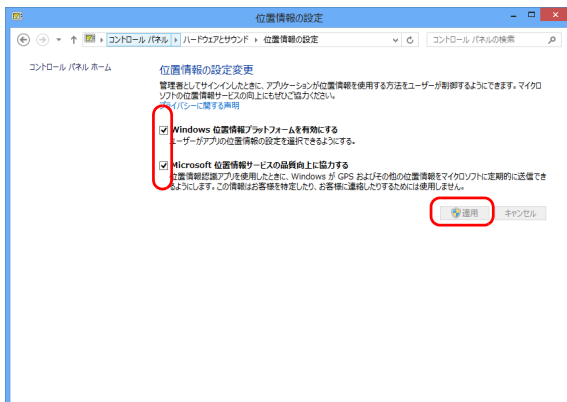 位置情報の設定
コントロール パネル ハードウェアとサウンド 位置情報の設定
コントロール パネルの検索
コントロール パネル ホーム
位置情報の設定変更
管理者としてサインインしたときに、アプリケーションが位置情報を使用する方法をユーザーが制御するようにできます。マイクロ
ソフトの位置情報サービスの向上にもぜひご協力ください。
プライバシーに関する声明
Windows 位置情報プラットフォームを有効にする
ユーザーがアプリの位置情報の設定を選択できるようにする。
Microsoft 位置情報サービスの品質向上に協力する
位置情報認識アプリを使用したときに、Windows が GPS およびその他の位置情報をマイクロソフトに定期的に送信でき
るようにします。この情報はお客様を特定したり、お客様に連絡したりするためには使用しません。
適用
キャンセル